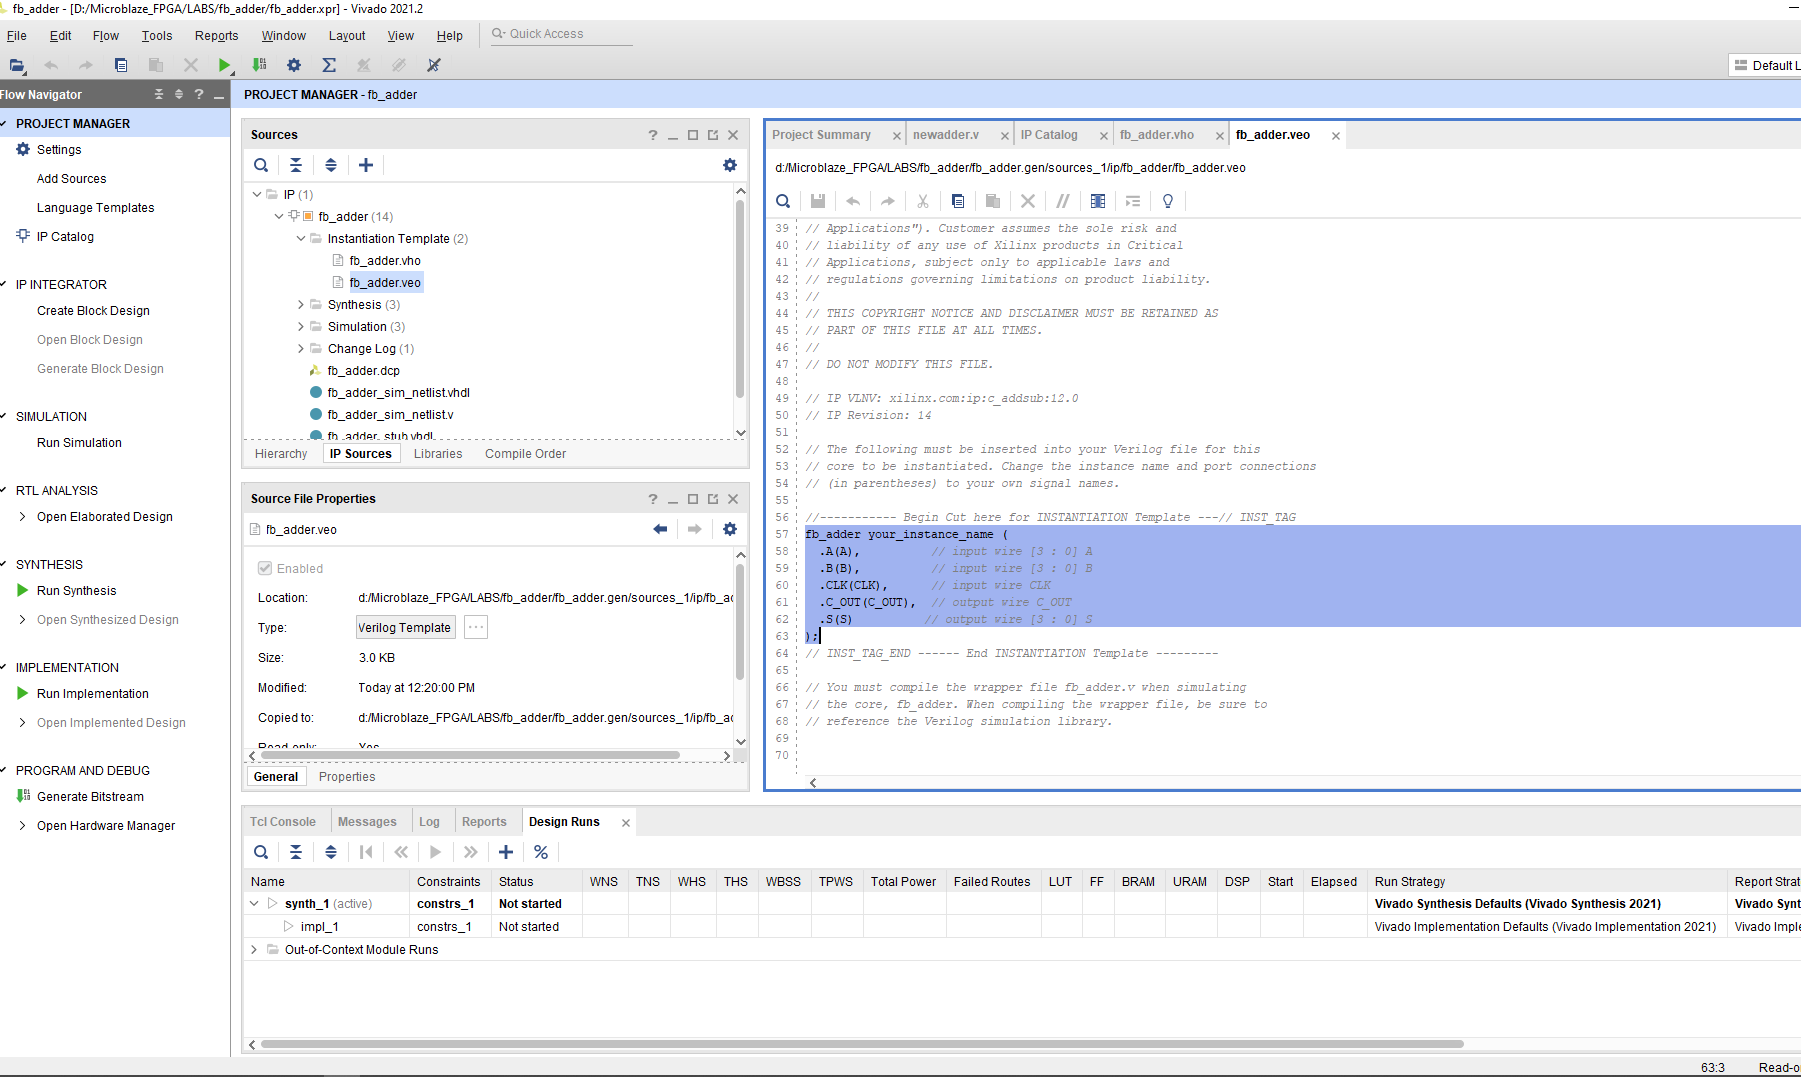 fb_adder - [D:/Microblaze_FPGA/LABS/fb_adder/fb_adder.xpr] - Vivado 2021.2
File Edit Flow Tools Reports Window Layout View Help Quick Access
Default L
Flow Navigator
PROJECT MANAGER
Settings
Add Sources
Language Templates
IP Catalog
IP INTEGRATOR
Create Block Design
Open Block Design
Generate Block Design
SIMULATION
Run Simulation
RTL ANALYSIS
Open Elaborated Design
SYNTHESIS
Run Synthesis
Open Synthesized Design
IMPLEMENTATION
Run Implementation
Open Implemented Design
PROGRAM AND DEBUG
Generate Bitstream
Open Hardware Manager
PROJECT MANAGER - fb_adder
Sources
IP (1)
fb_adder (14)
Instantiation Template (2)
fb_adder.vho
fb_adder.veo
Synthesis (3)
Simulation (3)
Change Log (1)
fb_adder.dcp
fb_adder_sim_netlist.vhdl
fb_adder_sim_netlist.v
fb_adder_stub.vhdl
Hierarchy IP Sources Libraries Compile Order
Source File Properties
fb_adder.veo
Enabled
Location: d:/Microblaze_FPGA/LABS/fb_adder/fb_adder.gen/sources_1/ip/fb_ac
Type: Verilog Template ...
Size: 3.0 KB
Modified: Today at 12:20:00 PM
Copied to: d:/Microblaze_FPGA/LABS/fb_adder/fb_adder.gen/sources_1/ip/fb_ac
Read-only: Yes
General Properties
Project Summary newadder.v IP Catalog fb_adder.vho fb_adder.veo
d:/Microblaze_FPGA/LABS/fb_adder/fb_adder.gen/sources_1/ip/fb_adder/fb_adder.veo
39 // Applications"). Customer assumes the sole risk and
40 // liability of any use of Xilinx products in Critical
41 // Applications, subject only to applicable laws and
42 // regulations governing limitations on product liability.
43 //
44 // THIS COPYRIGHT NOTICE AND DISCLAIMER MUST BE RETAINED AS
45 // PART OF THIS FILE AT ALL TIMES.
46 //
47 // DO NOT MODIFY THIS FILE.
48
49 // IP VLNV: xilinx.com:ip:c_addsub:12.0
50 // IP Revision: 14
51
52 // The following must be inserted into your Verilog file for this
53 // core to be instantiated. Change the instance name and port connections
54 // (in parentheses) to your own signal names.
55
56 //----------- Begin Cut here for INSTANTIATION Template ---// INST_TAG
57 fb_adder your_instance_name (
58 .A(A), // input wire [3 : 0] A
59 .B(B), // input wire [3 : 0] B
60 .CLK(CLK), // input wire CLK
61 .C_OUT(C_OUT), // output wire C_OUT
62 .S(S) // output wire [3 : 0] S
63 );
64 // INST_TAG_END ------ End INSTANTIATION Template ---------
65
66 // You must compile the wrapper file fb_adder.v when simulating
67 // the core, fb_adder. When compiling the wrapper file, be sure to
68 // reference the Verilog simulation library.
69
70
Tcl Console Messages Log Reports Design Runs
Name Constraints Status WNS TNS WHS THS WBSS TPWS Total Power Failed Routes LUT FF BRAM URAM DSP Start Elapsed Run Strategy Report Strat
synth_1 (active) constrs_1 Not started Vivado Synthesis Defaults (Vivado Synthesis 2021) Vivado Synt
impl_1 constrs_1 Not started Vivado Implementation Defaults (Vivado Implementation 2021) Vivado Imple
Out-of-Context Module Runs
63:3 Read-o